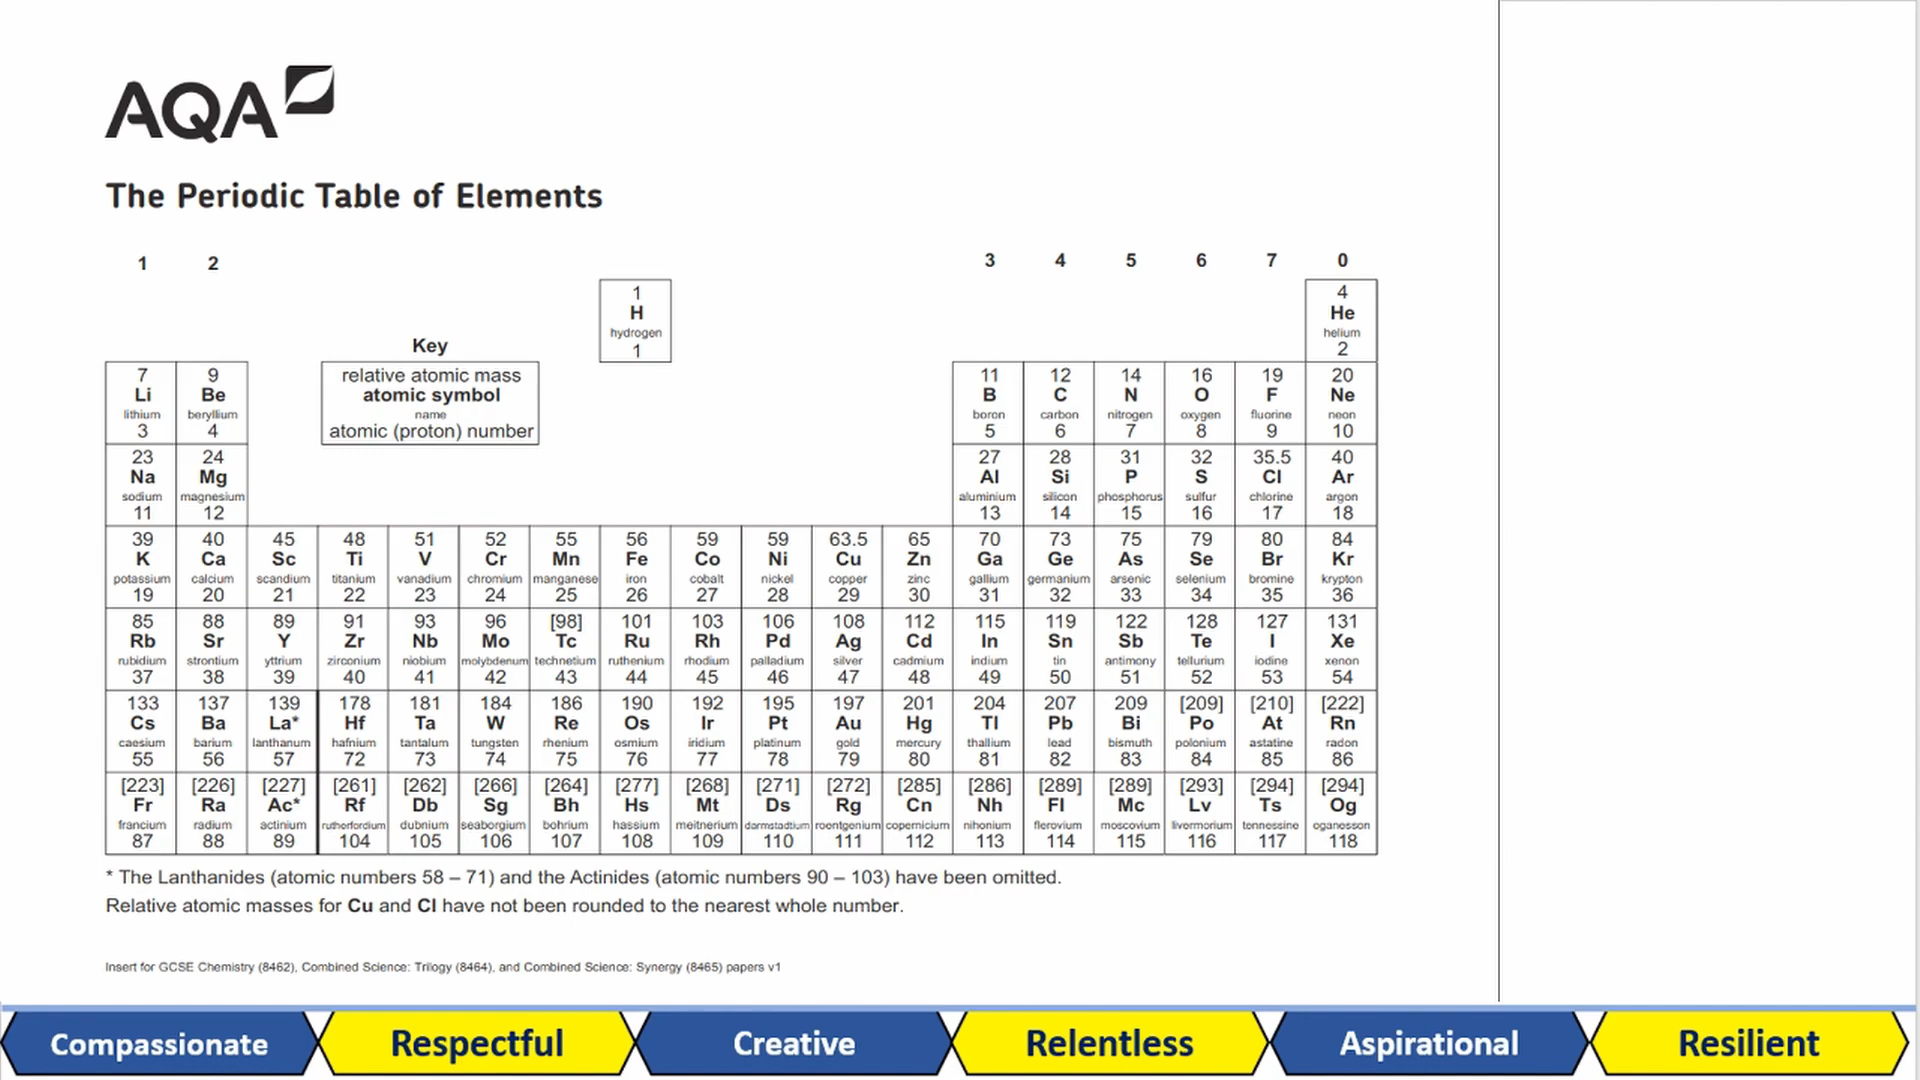 AQA
The Periodic Table of Elements
1 2 3 4 5 6 7 0
1 4
H He
hydrogen helium
1 2
Key
7 9 relative atomic mass 11 12 14 16 19 20
Li Be atomic symbol B C N O F Ne
lithium beryllium name boron carbon nitrogen oxygen fluorine neon
3 4 atomic (proton) number 5 6 7 8 9 10
23 24 27 28 31 32 35.5 40
Na Mg Al Si P S Cl Ar
sodium magnesium aluminium silicon phosphorus sulfur chlorine argon
11 12 13 14 15 16 17 18
39 40 45 48 51 52 55 56 59 59 63.5 65 70 73 75 79 80 84
K Ca Sc Ti V Cr Mn Fe Co Ni Cu Zn Ga Ge As Se Br Kr
potassium calcium scandium titanium vanadium chromium manganese iron cobalt nickel copper zinc gallium germanium arsenic selenium bromine krypton
19 20 21 22 23 24 25 26 27 28 29 30 31 32 33 34 35 36
85 88 89 91 93 96 [98] 101 103 106 108 112 115 119 122 128 127 131
Rb Sr Y Zr Nb Mo Tc Ru Rh Pd Ag Cd In Sn Sb Te I Xe
rubidium strontium yttrium zirconium niobium molybdenum technetium ruthenium rhodium palladium silver cadmium indium tin antimony tellurium iodine xenon
37 38 39 40 41 42 43 44 45 46 47 48 49 50 51 52 53 54
133 137 139 178 181 184 186 190 192 195 197 201 204 207 209 [209] [210] [222]
Cs Ba La* Hf Ta W Re Os Ir Pt Au Hg Tl Pb Bi Po At Rn
caesium barium lanthanum hafnium tantalum tungsten rhenium osmium iridium platinum gold mercury thallium lead bismuth polonium astatine radon
55 56 57 72 73 74 75 76 77 78 79 80 81 82 83 84 85 86
[223] [226] [227] [261] [262] [266] [264] [277] [268] [271] [272] [285] [286] [289] [289] [293] [294] [294]
Fr Ra Ac* Rf Db Sg Bh Hs Mt Ds Rg Cn Nh Fl Mc Lv Ts Og
francium radium actinium rutherfordium dubnium seaborgium bohrium hassium meitnerium darmstadtium roentgenium copernicium nihonium flerovium moscovium livermorium tennessine oganesson
87 88 89 104 105 106 107 108 109 110 111 112 113 114 115 116 117 118
* The Lanthanides (atomic numbers 58 – 71) and the Actinides (atomic numbers 90 – 103) have been omitted.
Relative atomic masses for Cu and Cl have not been rounded to the nearest whole number.
Insert for GCSE Chemistry (8462), Combined Science: Trilogy (8464), and Combined Science: Synergy (8465) papers v1
Compassionate Respectful Creative Relentless Aspirational Resilient